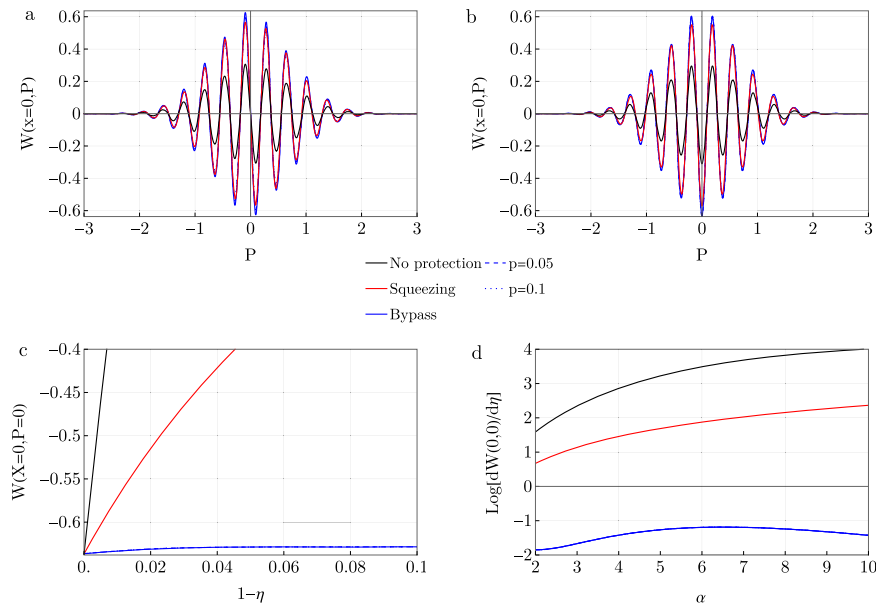 a
b
0.6
0.4
0.2
0
−0.2
−0.4
−0.6
W(x=0,P)
−3 −2 −1 0 1 2 3
P
0.6
0.4
0.2
0
−0.2
−0.4
−0.6
W(x=0,P)
−3 −2 −1 0 1 2 3
P
No protection
p=0.05
Squeezing
p=0.1
Bypass
c
−0.4
−0.45
−0.5
−0.55
−0.6
W(X=0,P=0)
0. 0.02 0.04 0.06 0.08 0.1
1−η
d
4
3
2
1
0
−1
−2
Log[dW(0,0)/dη]
2 3 4 5 6 7 8 9 10
α